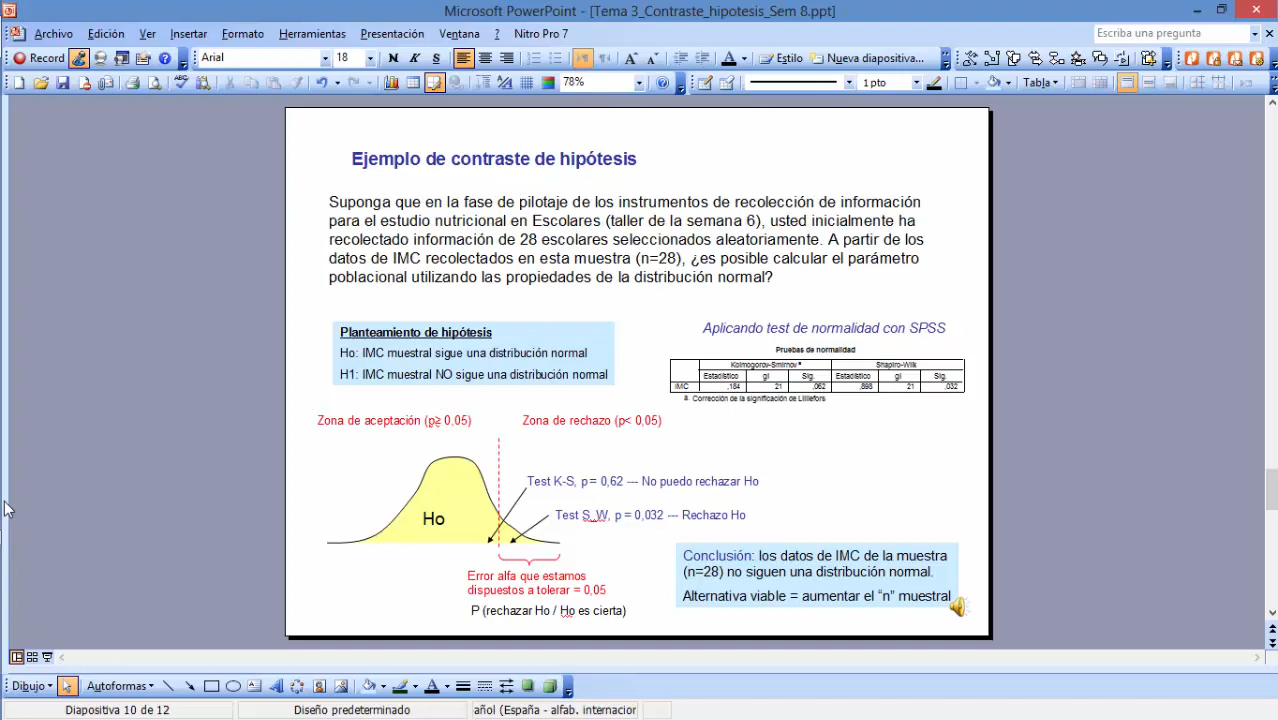 Microsoft PowerPoint - [Tema 3_Contraste_hipotesis_Sem 8.ppt]
Archivo Edición Ver Insertar Formato Herramientas Presentación Ventana ? Nitro Pro 7 Escriba una pregunta
Record Arial 18 N K S Estilo Nueva diapositiva...
78% 1 pto Tabla
Ejemplo de contraste de hipótesis
Suponga que en la fase de pilotaje de los instrumentos de recolección de información
para el estudio nutricional en Escolares (taller de la semana 6), usted inicialmente ha
recolectado información de 28 escolares seleccionados aleatoriamente. A partir de los
datos de IMC recolectados en esta muestra (n=28), ¿es posible calcular el parámetro
poblacional utilizando las propiedades de la distribución normal?
Planteamiento de hipótesis
Ho: IMC muestral sigue una distribución normal
H1: IMC muestral NO sigue una distribución normal
Aplicando test de normalidad con SPSS
Pruebas de normalidad
Kolmogorov-Smirnov a Shapiro-Wilk
Estadístico gl Sig. Estadístico gl Sig.
IMC ,184 21 ,062 ,898 21 ,032
a. Corrección de la significación de Lilliefors
Zona de aceptación (p≥ 0,05) Zona de rechazo (p< 0,05)
Test K-S, p = 0,62 --- No puedo rechazar Ho
Test S_W, p = 0,032 --- Rechazo Ho
Ho
Error alfa que estamos
dispuestos a tolerar = 0,05
P (rechazar Ho / Ho es cierta)
Conclusión: los datos de IMC de la muestra
(n=28) no siguen una distribución normal.
Alternativa viable = aumentar el “n” muestral
Dibujo Autoformas
Diapositiva 10 de 12 Diseño predeterminado añol (España - alfab. internacior